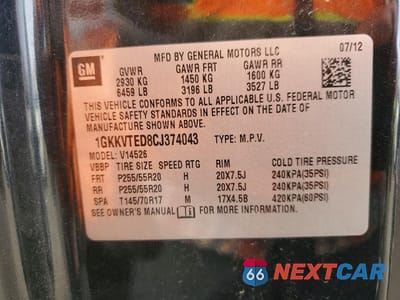 GM
MFD BY GENERAL MOTORS LLC
07/12
GVWR GAWR FRT GAWR RR
2930 KG 1450 KG 1600 KG
6459 LB 3196 LB 3527 LB
THIS VEHICLE CONFORMS TO ALL APPLICABLE U.S. FEDERAL MOTOR
VEHICLE SAFETY STANDARDS IN EFFECT ON THE DATE OF
MANUFACTURE SHOWN ABOVE.
1GKKVTED8CJ374043 TYPE: M.P.V.
MODEL: V14526
VBBP TIRE SIZE SPEED RTG RIM COLD TIRE PRESSURE
FRT P255/55R20 H 20X7.5J 240KPA(35PSI)
RR P255/55R20 H 20X7.5J 240KPA(35PSI)
SPA T145/70R17 M 17X4.5B 420KPA(60PSI)
SEE OWNER'S MANUAL FOR MORE INFORMATION.
66 NEXTCAR